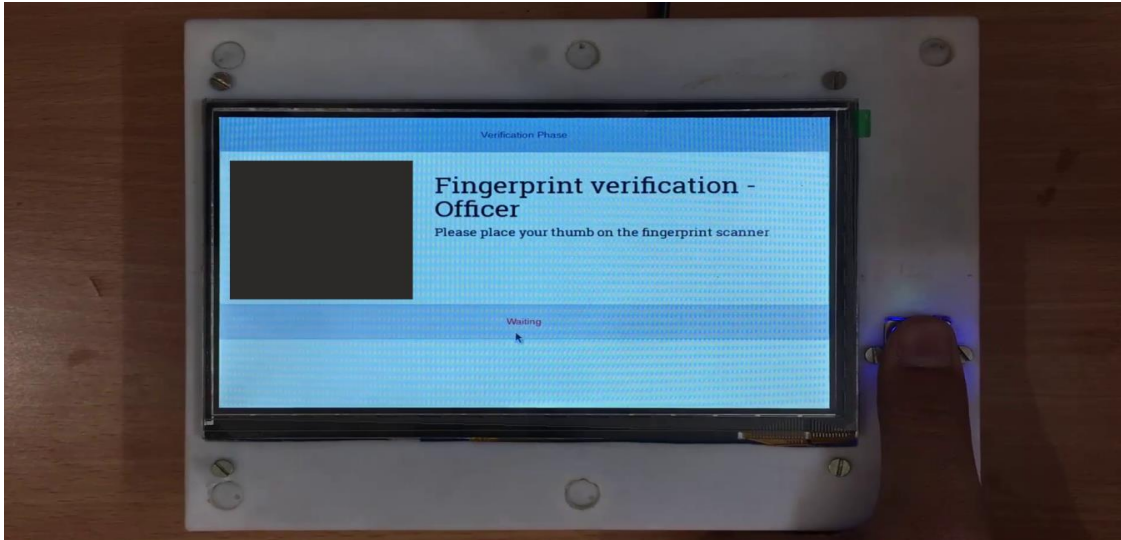 Verification Phase
Fingerprint verification -
Officer
Please place your thumb on the fingerprint scanner
Waiting